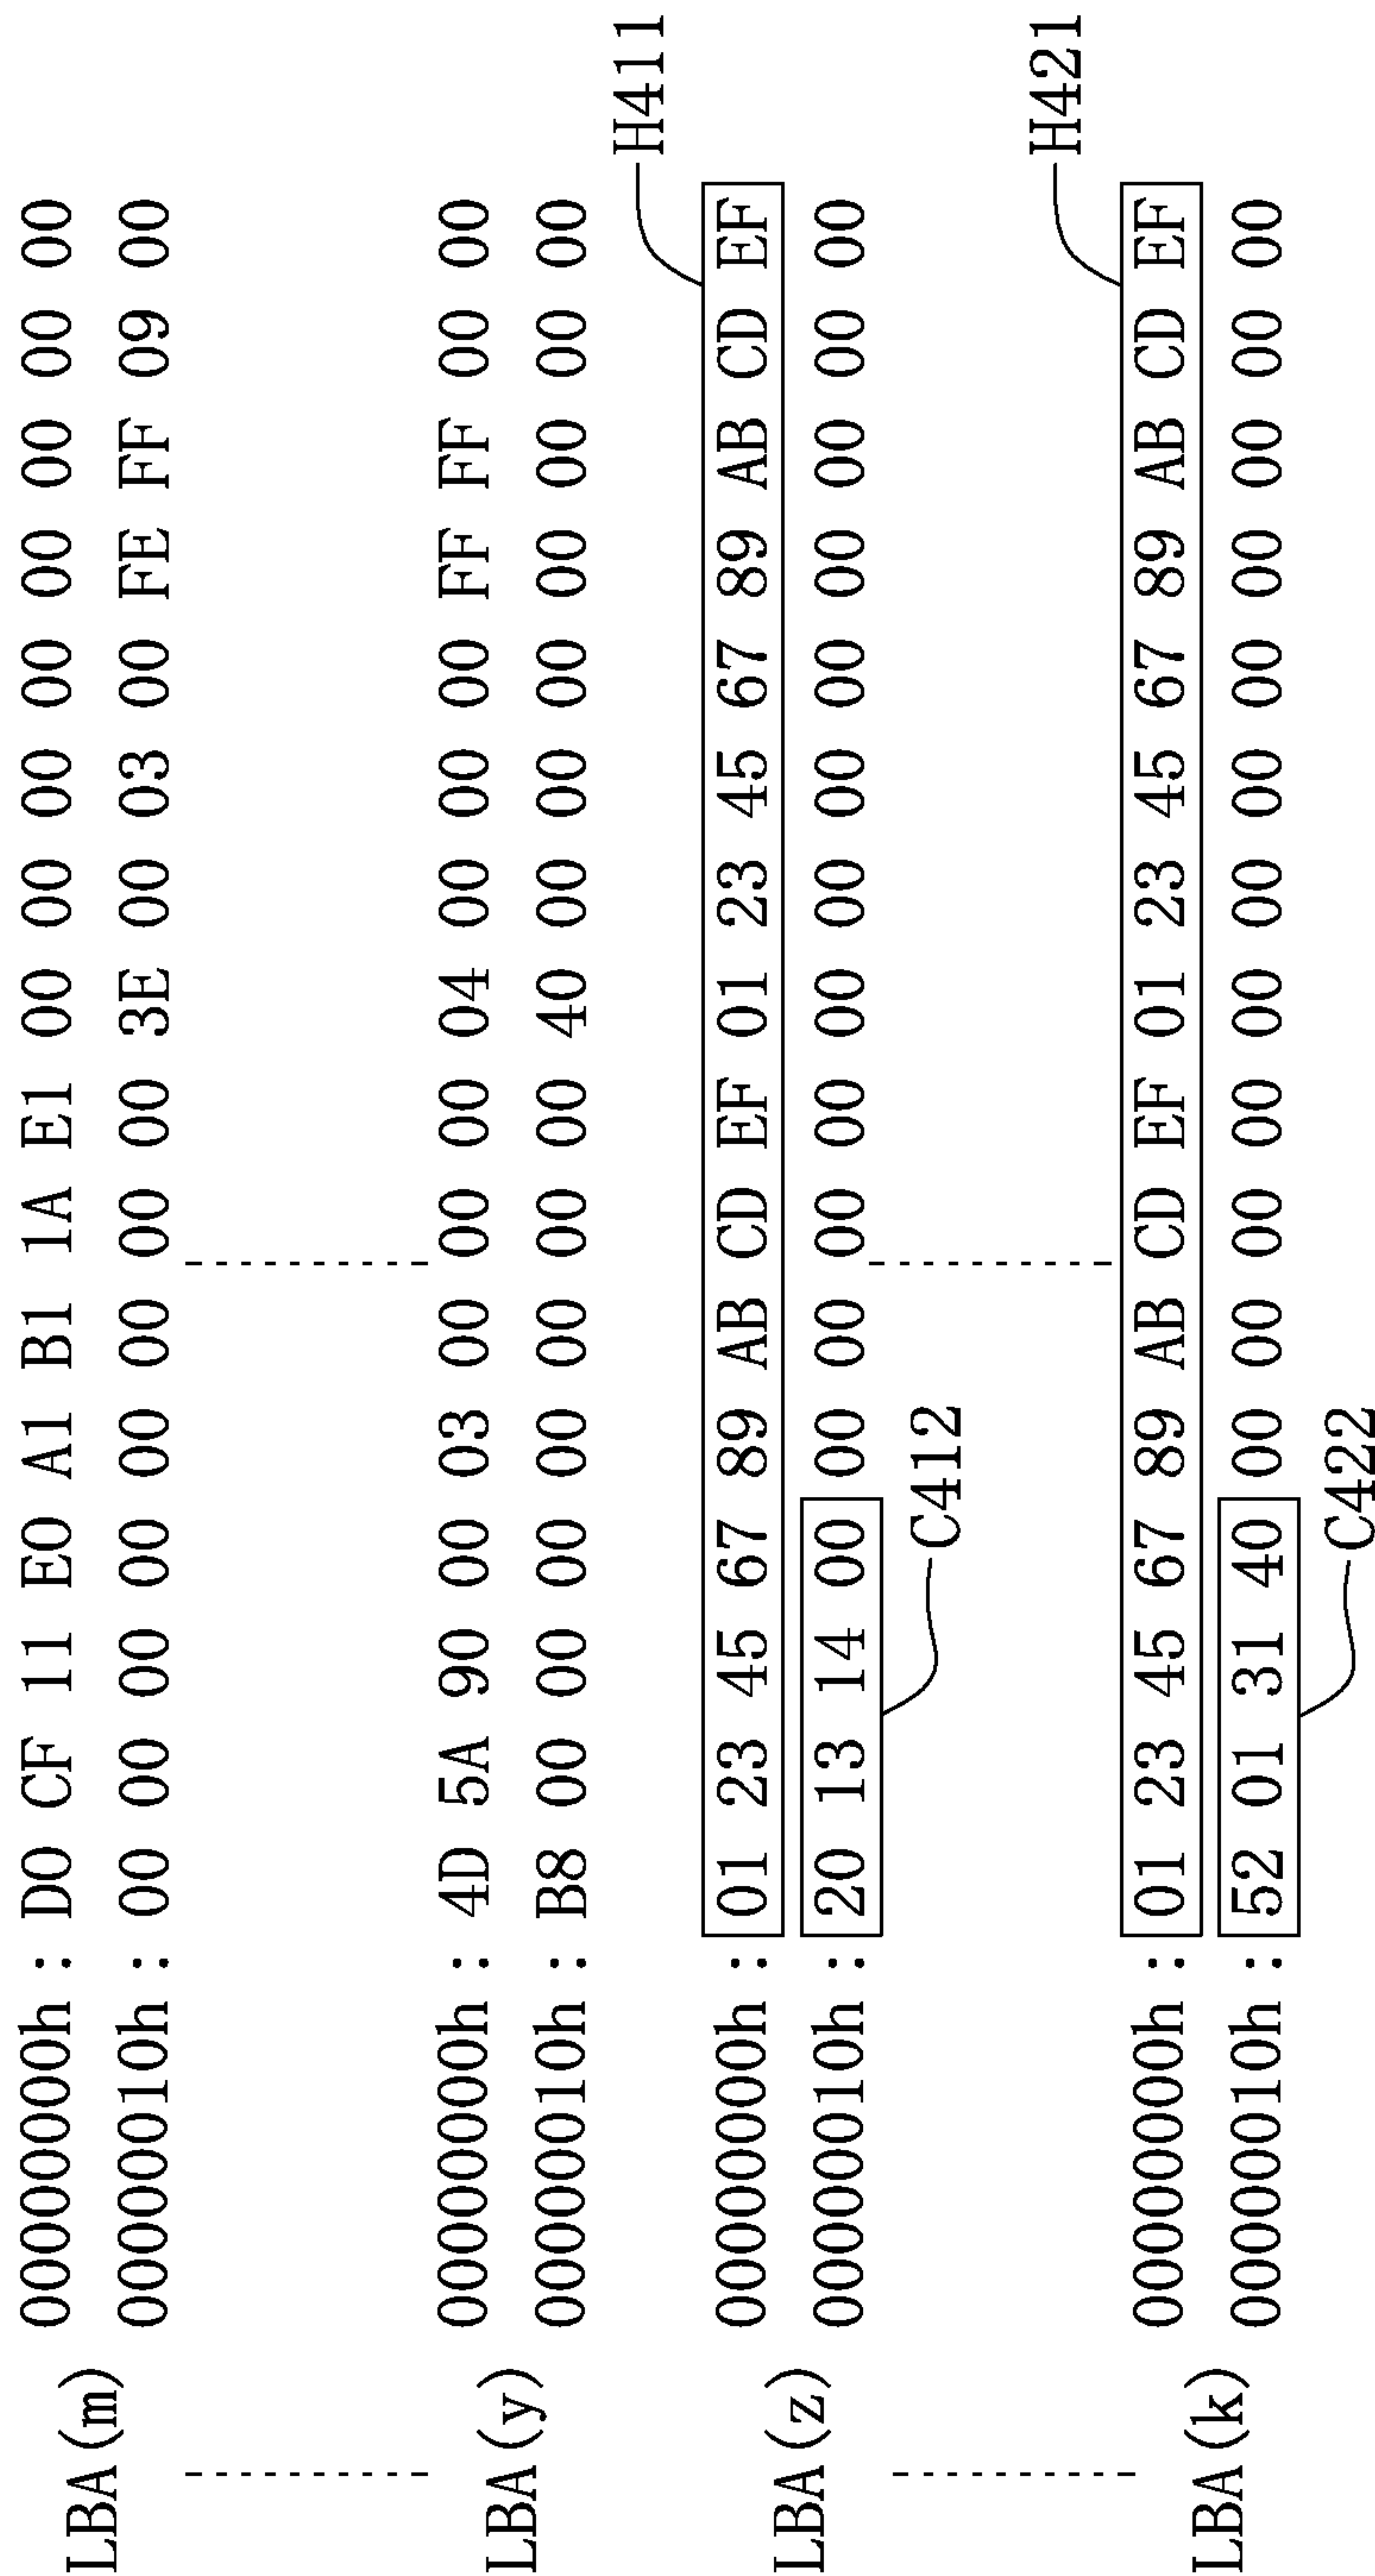 LBA(m) 00000000h: D0 CF 11 E0 A1 B1 1A E1 00 00 00 00 00 00 00 00
00000010h: 00 00 00 00 00 00 00 00 3E 00 03 00 FE FF 09 00
LBA(y) 00000000h: 4D 5A 90 00 03 00 00 00 04 00 00 00 FF FF 00 00
00000010h: B8 00 00 00 00 00 00 00 40 00 00 00 00 00 00 00
H411
LBA(z) 00000000h: 01 23 45 67 89 AB CD EF 01 23 45 67 89 AB CD EF
00000010h: 20 13 14 00 00 00 00 00 00 00 00 00 00 00 00 00
C412
H421
LBA(k) 00000000h: 01 23 45 67 89 AB CD EF 01 23 45 67 89 AB CD EF
00000010h: 52 01 31 40 00 00 00 00 00 00 00 00 00 00 00 00
C422